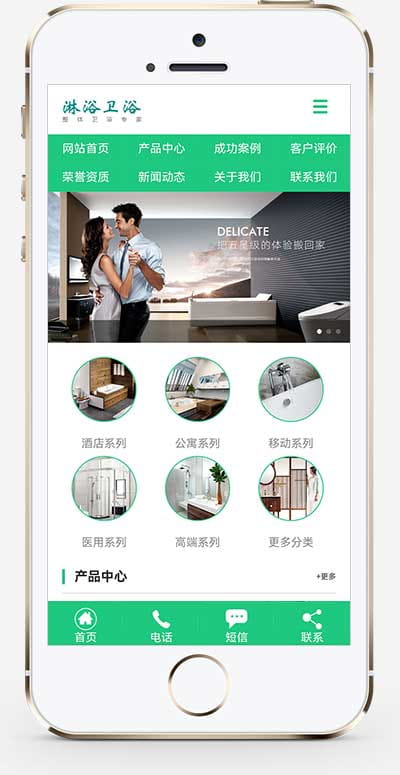 淋浴卫浴
整体卫浴专家
网站首页 产品中心 成功案例 客户评价
荣誉资质 新闻动态 关于我们 联系我们
DELICATE
把五星级的体验搬回家
酒店系列 公寓系列 移动系列
医用系列 高端系列 更多分类
产品中心 +更多
首页 电话 短信 联系